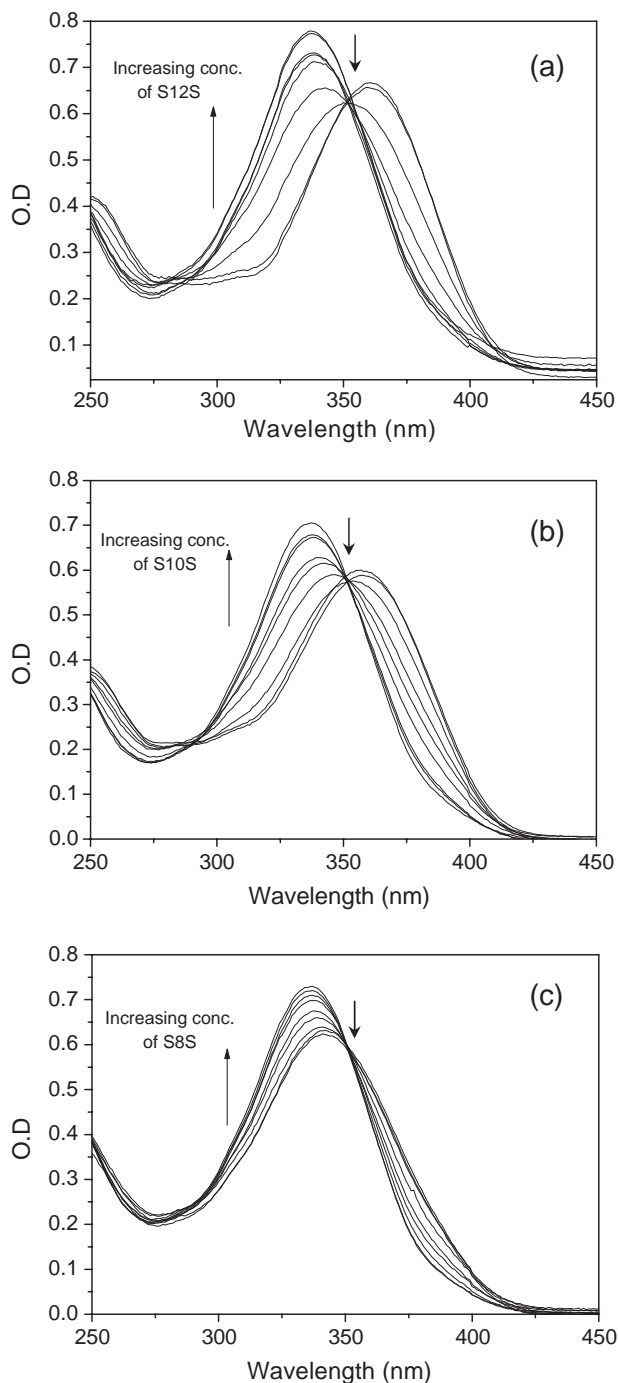 0.8
(a)
0.7
Increasing conc.
of S12S
0.6
0.5
O.D
0.4
0.3
0.2
0.1
250 300 350 400 450
Wavelength (nm)
0.8
(b)
0.7
Increasing conc.
of S10S
0.6
0.5
O.D
0.4
0.3
0.2
0.1
0.0
250 300 350 400 450
Wavelength (nm)
0.8
(c)
0.7
Increasing conc.
of S8S
0.6
0.5
O.D
0.4
0.3
0.2
0.1
0.0
250 300 350 400 450
Wavelength (nm)